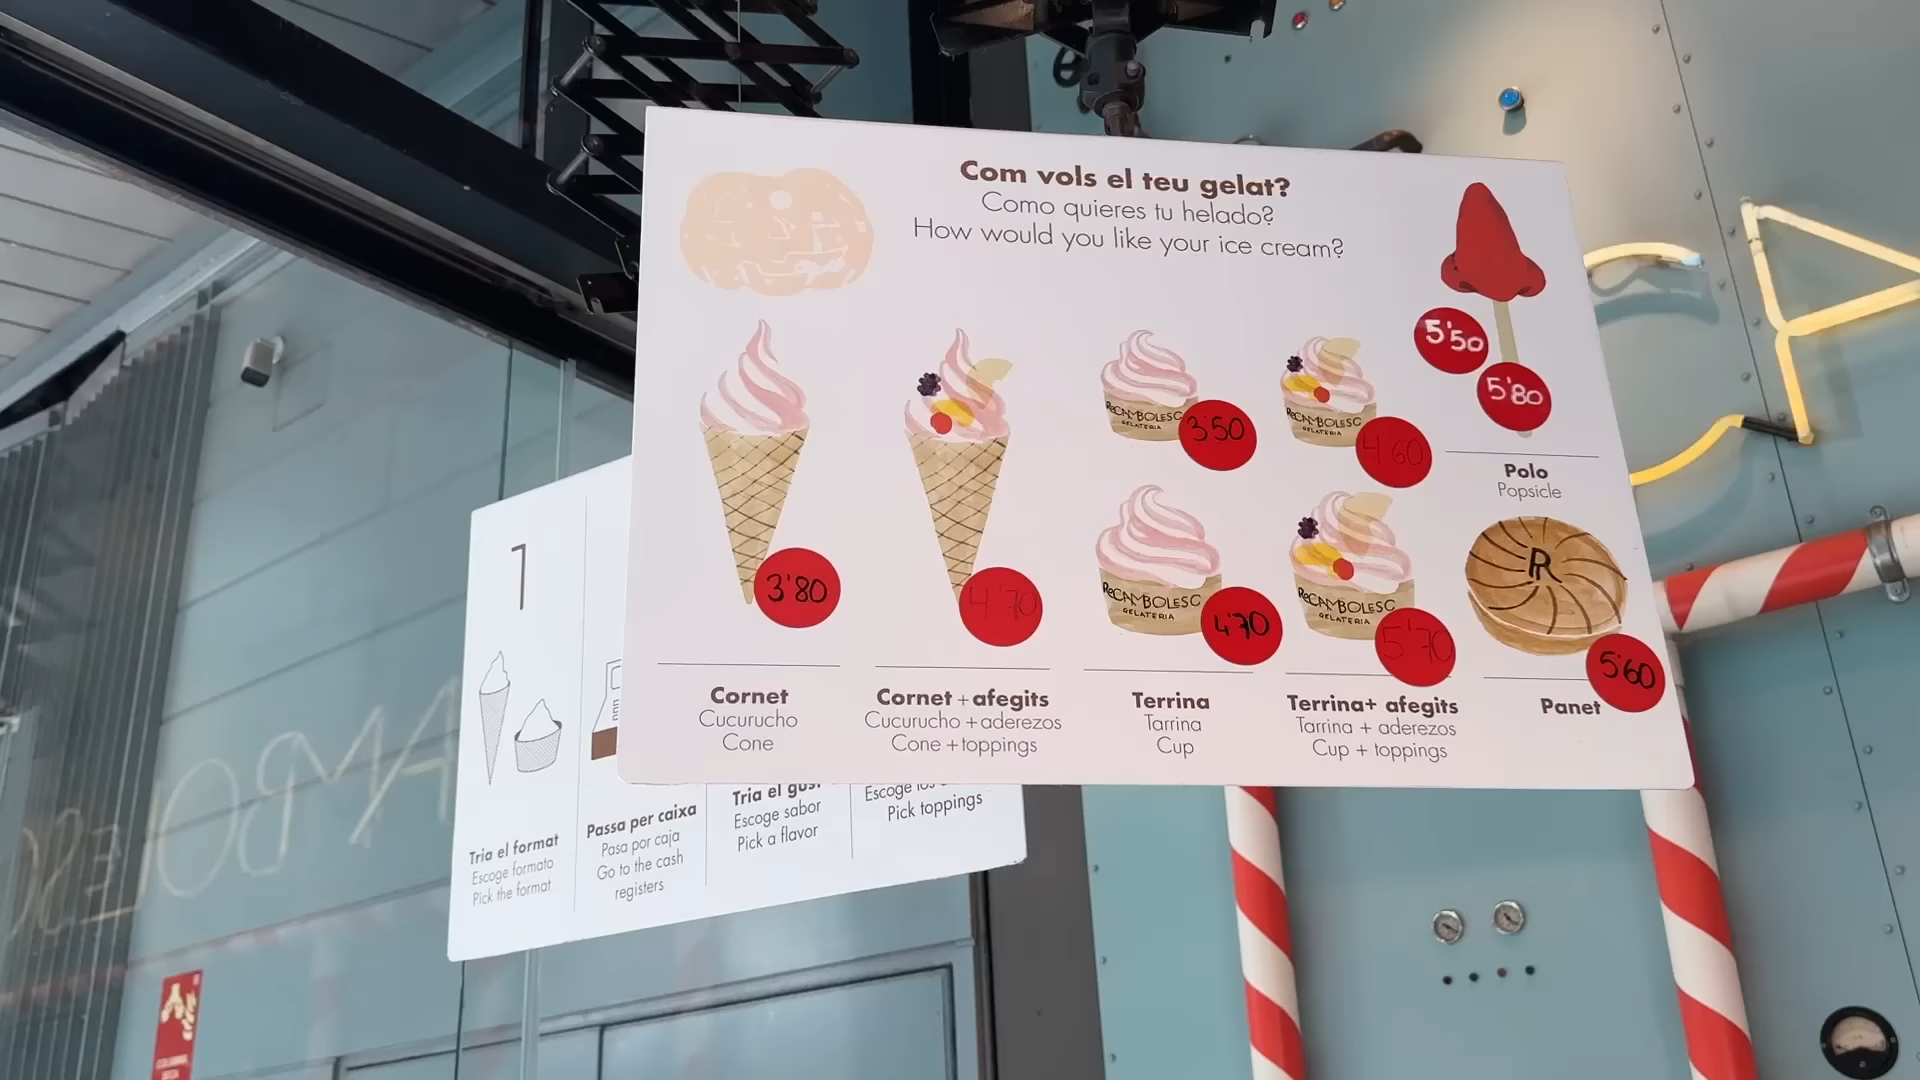 Com vols el teu gelat?
Como quieres tu helado?
How would you like your ice cream?
5'50
5'80
Polo
Popsicle
ReCAMBOLESC
GELATERIA
3'50
ReCAMBOLESC
GELATERIA
4'60
3'80
4'70
ReCAMBOLESC
GELATERIA
4'70
ReCAMBOLESC
GELATERIA
5'70
R
5'60
Cornet
Cucurucho
Cone
Cornet + afegits
Cucurucho + aderezos
Cone + toppings
Terrina
Tarrina
Cup
Terrina + afegits
Tarrina + aderezos
Cup + toppings
Panet
1
Tria el format
Escoge formato
Pick the format
Passa per caixa
Pasa por caja
Go to the cash
registers
Tria el gust
Escoge sabor
Pick a flavor
Escoge los
Pick toppings